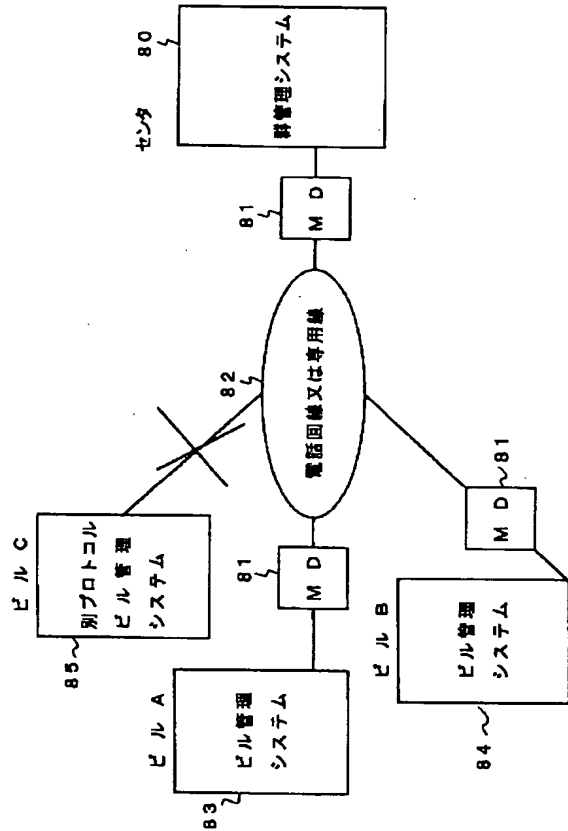 ビル C
85
別プロトコル
ビル管理
システム
82
電話回線又は専用線
センタ
80
群管理システム
81
M D
ビル A
83
ビル管理
システム
81
M D
ビル B
84
ビル管理
システム
81
M D